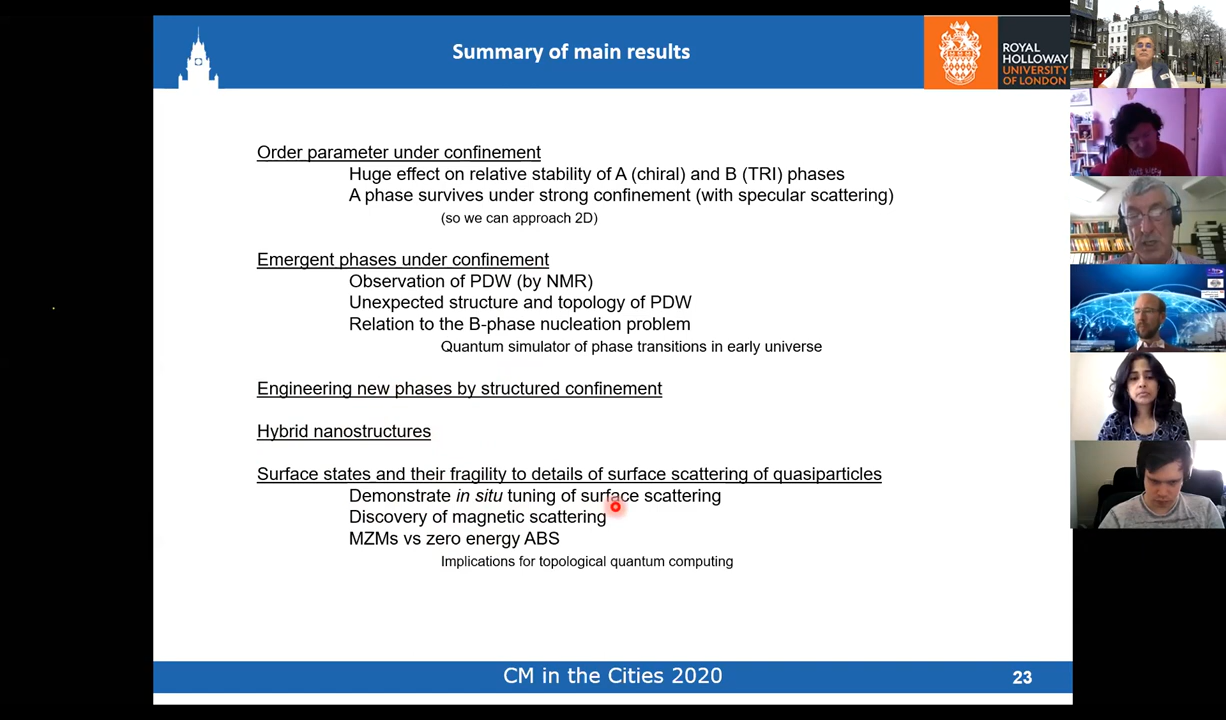 Summary of main results
ROYAL
HOLLOWAY
UNIVERSITY
OF LONDON
Order parameter under confinement
Huge effect on relative stability of A (chiral) and B (TRI) phases
A phase survives under strong confinement (with specular scattering)
(so we can approach 2D)
Emergent phases under confinement
Observation of PDW (by NMR)
Unexpected structure and topology of PDW
Relation to the B-phase nucleation problem
Quantum simulator of phase transitions in early universe
Engineering new phases by structured confinement
Hybrid nanostructures
Surface states and their fragility to details of surface scattering of quasiparticles
Demonstrate in situ tuning of surface scattering
Discovery of magnetic scattering
MZMs vs zero energy ABS
Implications for topological quantum computing
CM in the Cities 2020
23